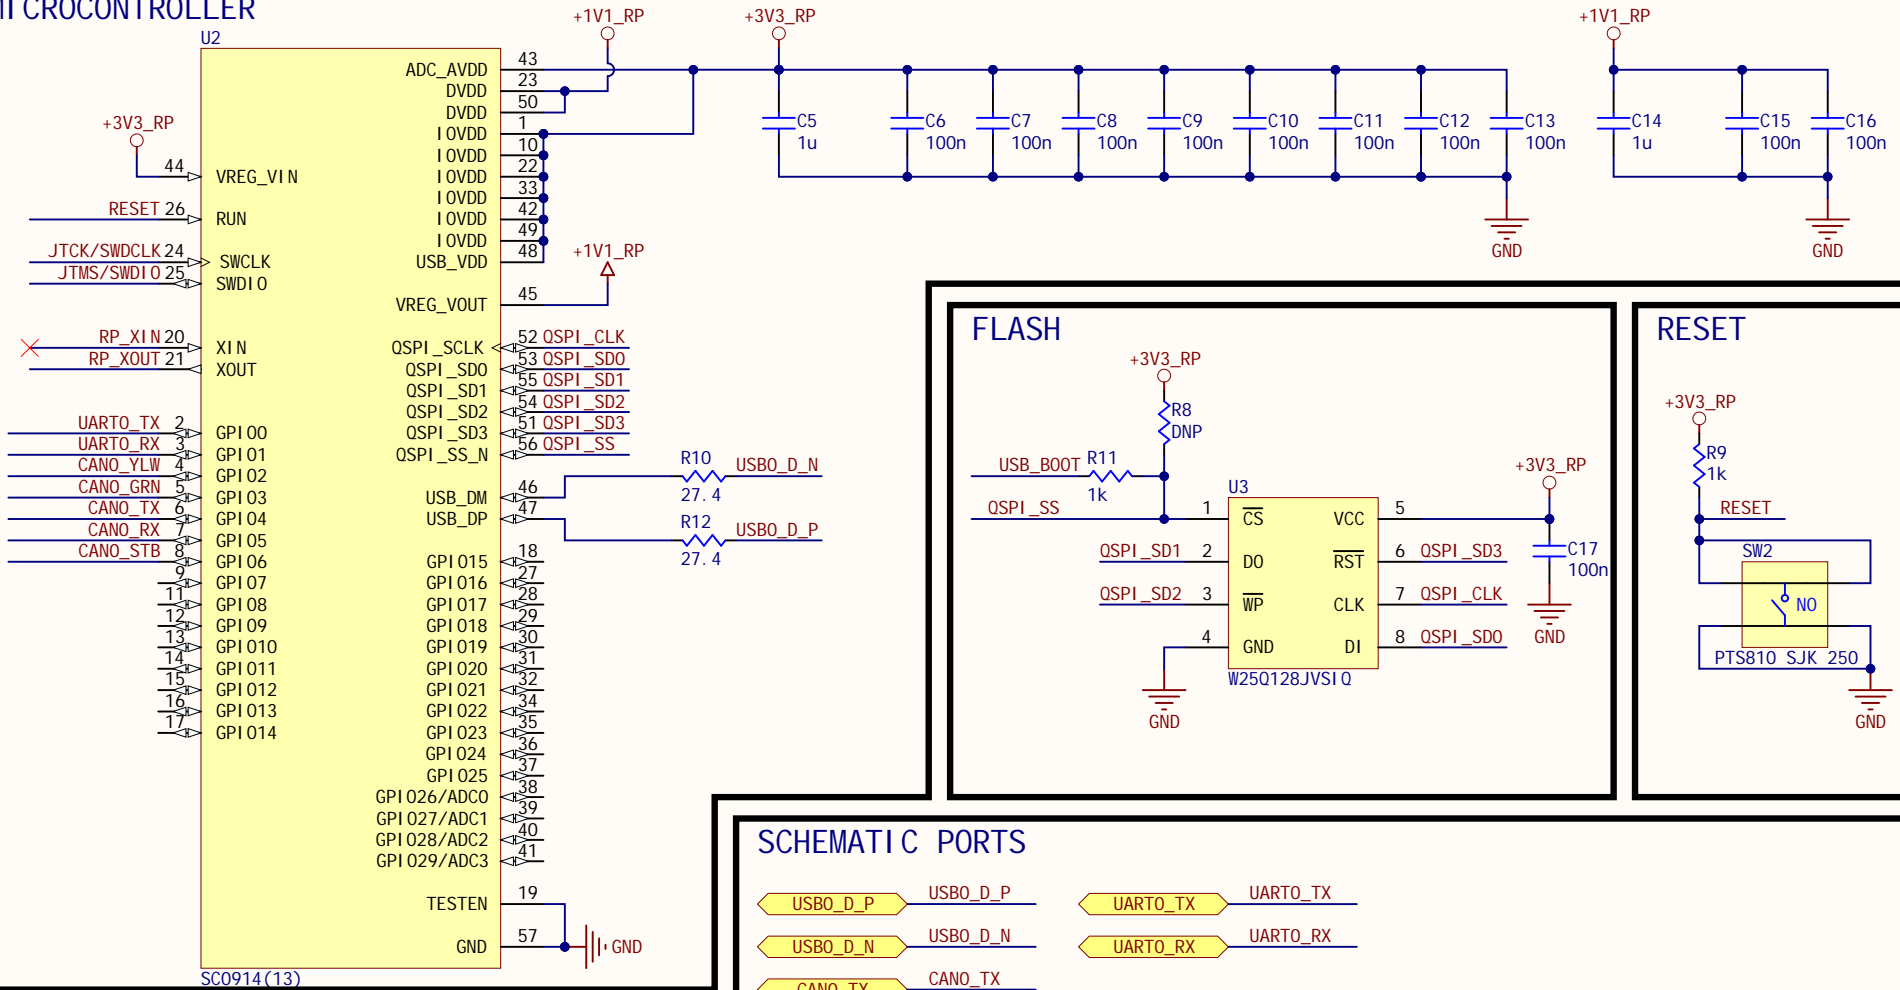 MICROCONTROLLER
U2
+1V1_RP
+3V3_RP
+1V1_RP
ADC_AVDD 43
DVDD 23
DVDD 50
IOVDD 1
IOVDD 10
IOVDD 22
IOVDD 33
IOVDD 42
IOVDD 49
USB_VDD 48
+3V3_RP
44 VREG_VIN
RESET 26 RUN
JTCK/SWDCLK 24 SWCLK
JTMS/SWDIO 25 SWDIO
C5 1u
C6 100n
C7 100n
C8 100n
C9 100n
C10 100n
C11 100n
C12 100n
C13 100n
GND
C14 1u
C15 100n
C16 100n
GND
+1V1_RP
VREG_VOUT 45
RP_XIN 20 XIN
RP_XOUT 21 XOUT
QSPI_SCLK 52 QSPI_CLK
QSPI_SD0 53 QSPI_SD0
QSPI_SD1 55 QSPI_SD1
QSPI_SD2 54 QSPI_SD2
QSPI_SD3 51 QSPI_SD3
QSPI_SS_N 56 QSPI_SS
UART0_TX 2 GPIO0
UART0_RX 3 GPIO1
CAN0_YLW 4 GPIO2
CAN0_GRN 5 GPIO3
CAN0_TX 6 GPIO4
CAN0_RX 7 GPIO5
CAN0_STB 8 GPIO6
9 GPIO7
11 GPIO8
12 GPIO9
13 GPIO10
14 GPIO11
15 GPIO12
16 GPIO13
17 GPIO14
USB_DM 46
R10
27.4
USB0_D_N
USB_DP 47
R12
27.4
USB0_D_P
GPIO15 18
GPIO16 27
GPIO17 28
GPIO18 29
GPIO19 30
GPIO20 31
GPIO21 32
GPIO22 34
GPIO23 35
GPIO24 36
GPIO25 37
GPIO26/ADC0 38
GPIO27/ADC1 39
GPIO28/ADC2 40
GPIO29/ADC3 41
TESTEN 19
GND 57
GND
SC0914(13)
FLASH
+3V3_RP
R8
DNP
USB_BOOT
R11
1k
QSPI_SS
U3
1 CS
VCC 5
QSPI_SD1 2 DO
RST 6 QSPI_SD3
QSPI_SD2 3 WP
CLK 7 QSPI_CLK
4 GND
DI 8 QSPI_SD0
W25Q128JVSIQ
GND
+3V3_RP
C17
100n
GND
RESET
+3V3_RP
R9
1k
RESET
SW2
NO
PTS810 SJK 250
GND
SCHEMATIC PORTS
USB0_D_P USB0_D_P
UART0_TX UART0_TX
USB0_D_N USB0_D_N
UART0_RX UART0_RX
CAN0_TX CAN0_TX